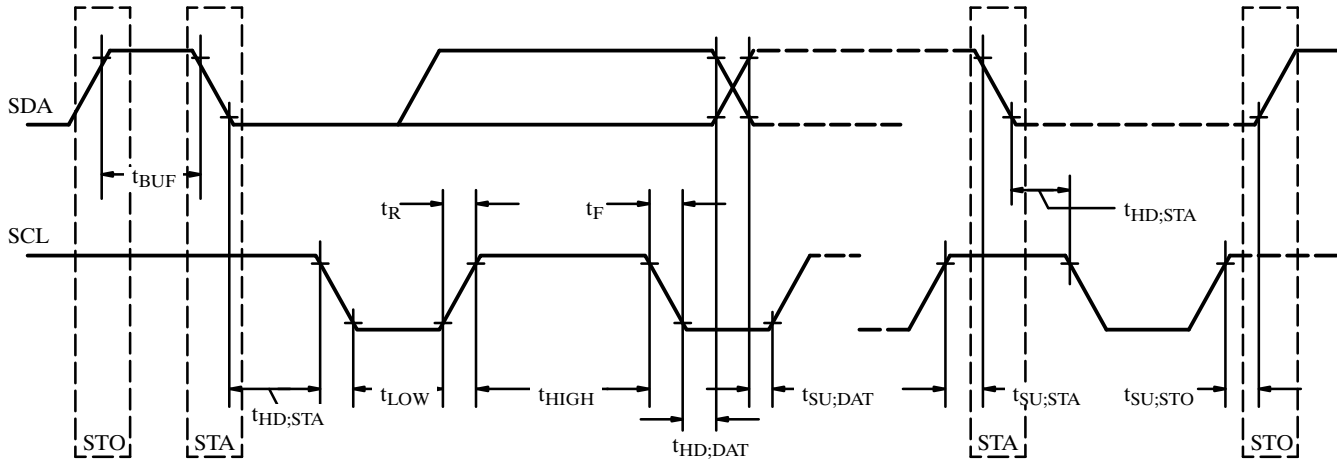 SDA
tBUF
tR
tF
tHD;STA
SCL
tHD;STA
tLOW
tHIGH
tSU;DAT
tSU;STA
tSU;STO
tHD;DAT
STO
STA
STA
STO